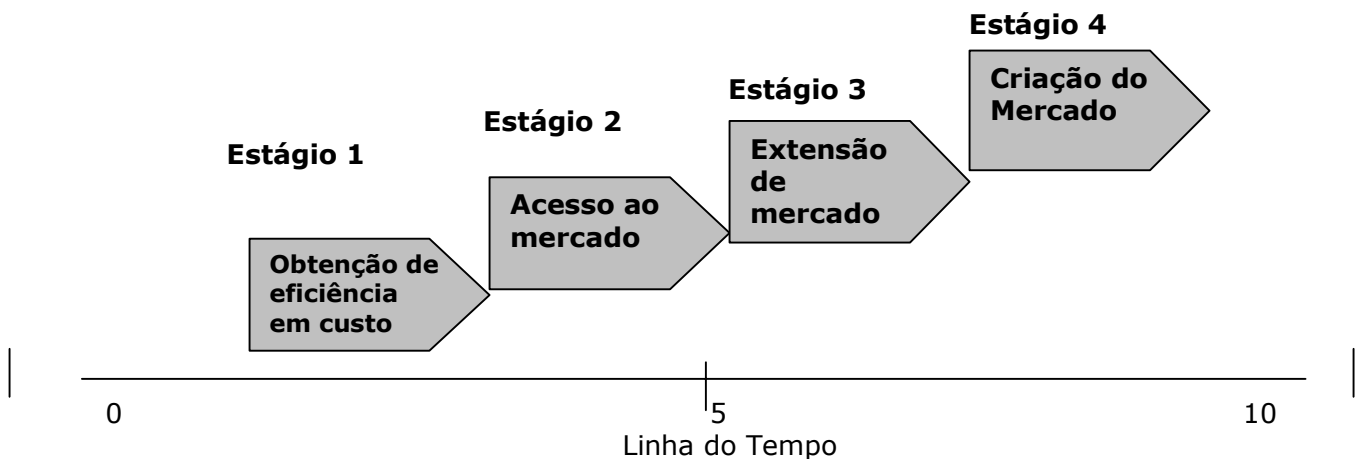 Estágio 4
Criação do
Mercado
Estágio 3
Extensão
de
mercado
Estágio 2
Acesso ao
mercado
Estágio 1
Obtenção de
eficiência
em custo
0
5
10
Linha do Tempo